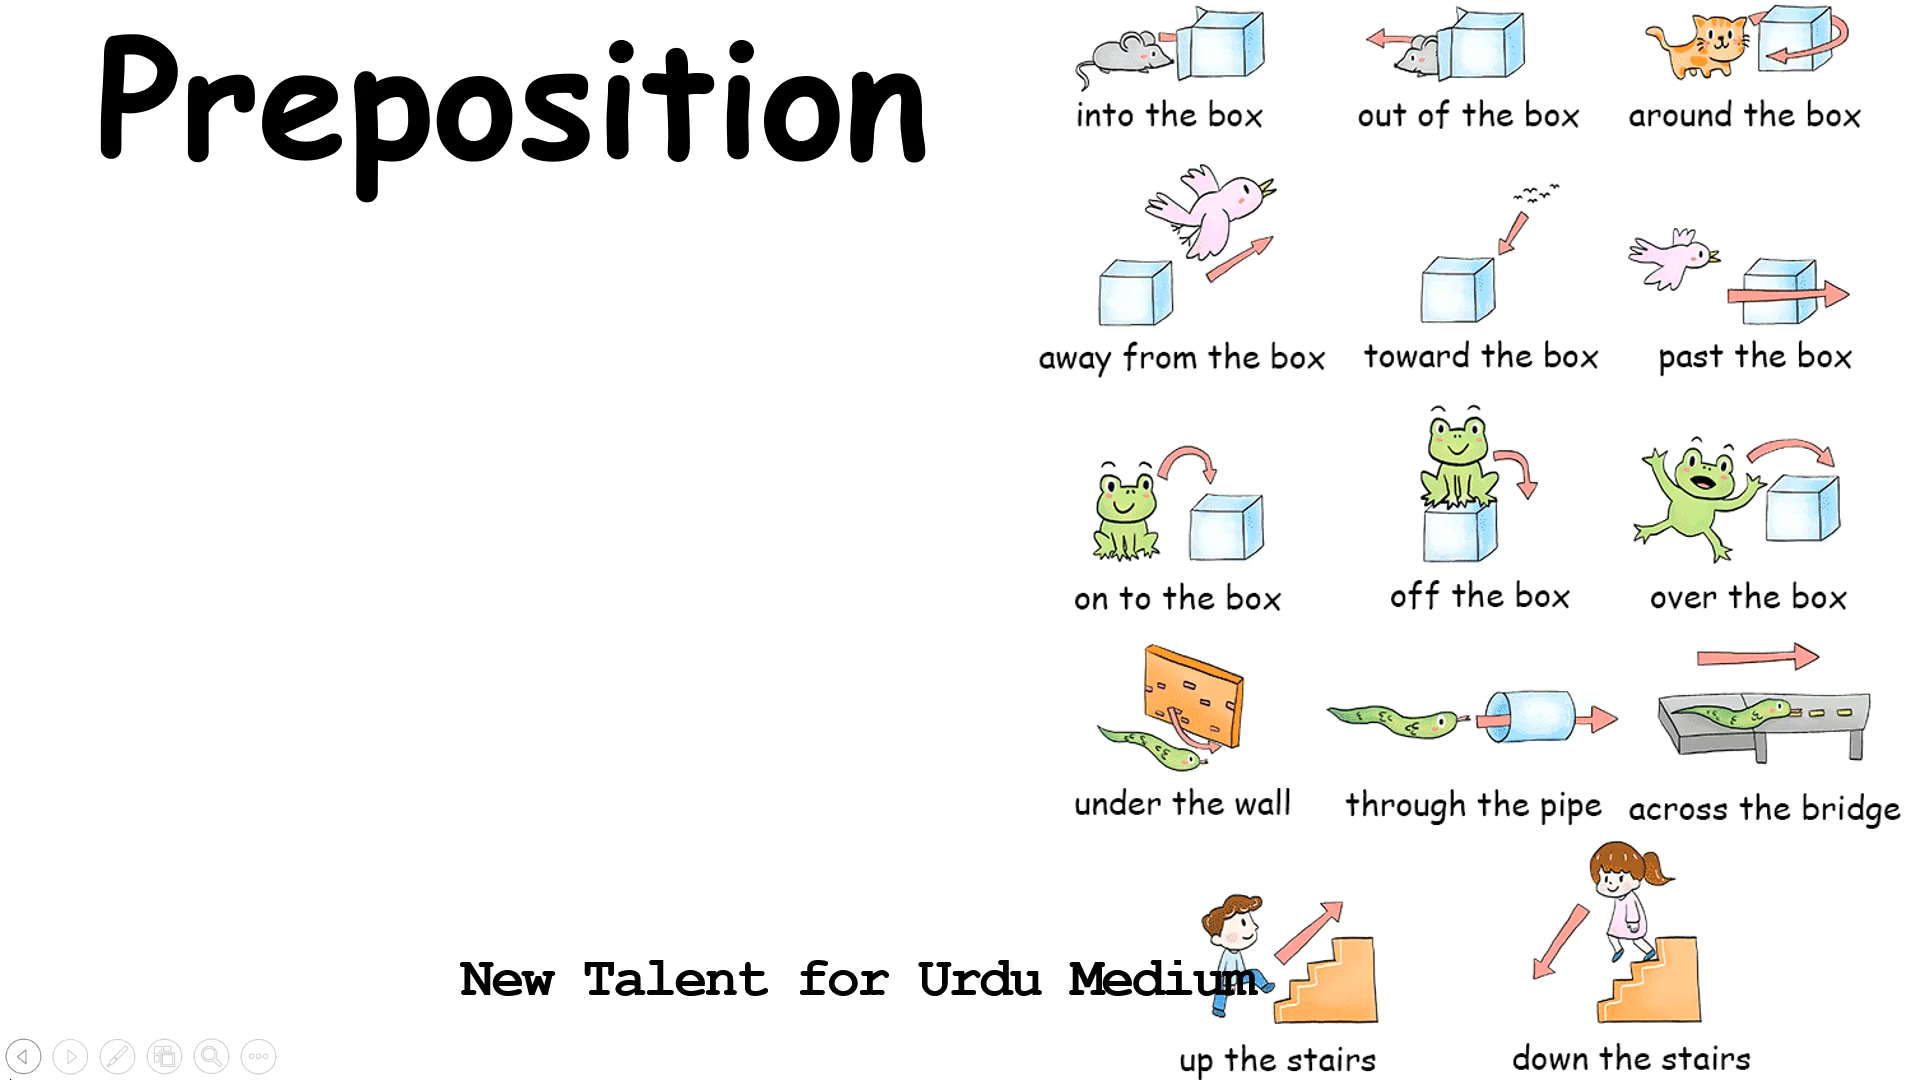 Preposition
into the box
out of the box
around the box
away from the box
toward the box
past the box
on to the box
off the box
over the box
under the wall
through the pipe
across the bridge
New Talent for Urdu Medium
up the stairs
down the stairs